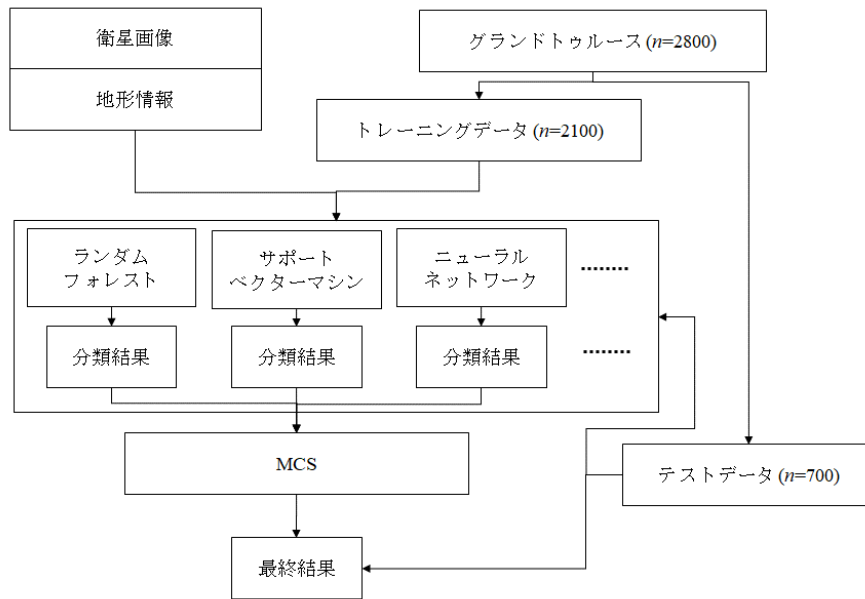 衛星画像
地形情報
グランドトゥルース(n=2800)
トレーニングデータ(n=2100)
ランダム
フォレスト
サポート
ベクターマシン
ニューラル
ネットワーク
........
分類結果
分類結果
分類結果
........
MCS
テストデータ(n=700)
最終結果